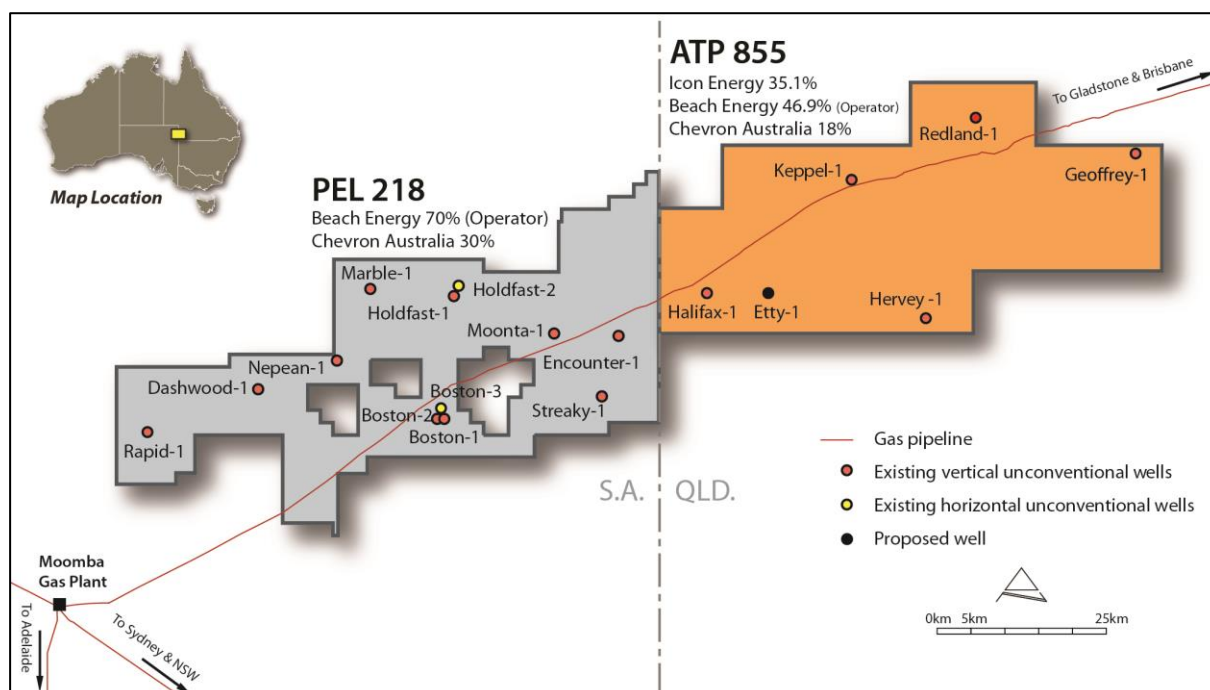 Map Location
ATP 855
Icon Energy 35.1%
Beach Energy 46.9% (Operator)
Chevron Australia 18%
To Gladstone & Brisbane
Redland-1
Keppel-1
Geoffrey-1
PEL 218
Beach Energy 70% (Operator)
Chevron Australia 30%
Marble-1
Holdfast-2
Holdfast-1
Moonta-1
Halifax-1
Etty-1
Hervey -1
Nepean-1
Encounter-1
Dashwood-1
Boston-3
Boston-2
Streaky-1
Boston-1
Rapid-1
S.A.
QLD.
Gas pipeline
Existing vertical unconventional wells
Existing horizontal unconventional wells
Proposed well
Moomba
Gas Plant
To Adelaide
To Sydney & NSW
0km 5km 25km